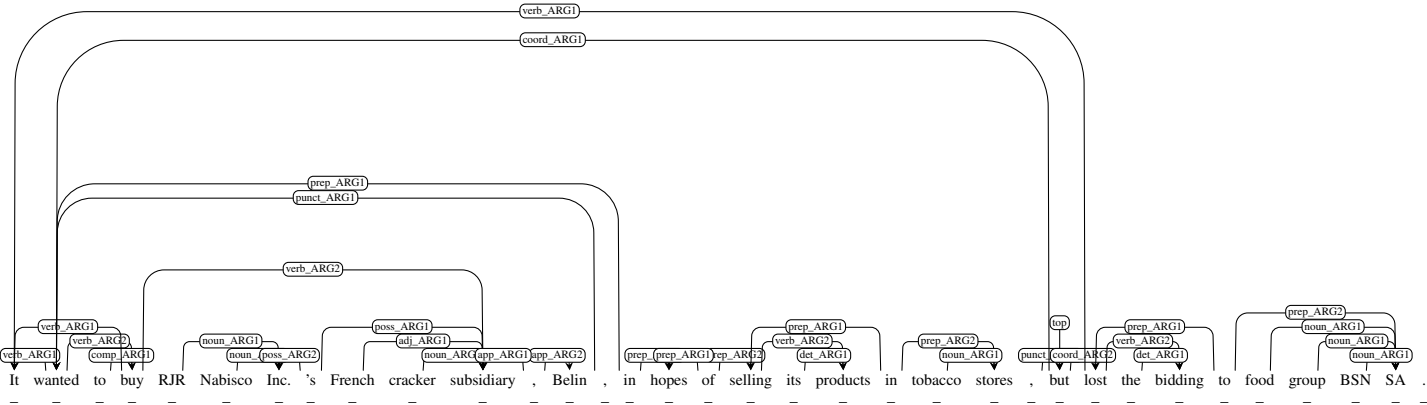 verb_ARG1
coord_ARG1
prep_ARG1
punct_ARG1
verb_ARG2
top
prep_ARG2
verb_ARG1 poss_ARG1 prep_ARG1 prep_ARG1 noun_ARG1
verb_ARG2 noun_ARG1 adj_ARG1 verb_ARG2 prep_ARG2 verb_ARG2 noun_ARG1
verb_ARG1 comp_ARG1 poss_ARG2 app_ARG1 app_ARG2 prep_ARG1 det_ARG1 noun_ARG1 coord_ARG2 det_ARG1 noun_ARG1
It wanted to buy RJR Nabisco Inc. 's French cracker subsidiary , Belin , in hopes of selling its products in tobacco stores , but lost the bidding to food group BSN SA .